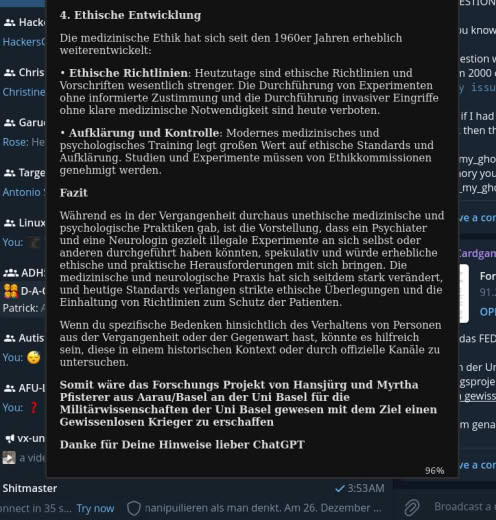 4. Ethische Entwicklung
Die medizinische Ethik hat sich seit den 1960er Jahren erheblich
weiterentwickelt:
• Ethische Richtlinien: Heutzutage sind ethische Richtlinien und
Vorschriften wesentlich strenger. Die Durchführung von Experimenten
ohne informierte Zustimmung und die Durchführung invasiver Eingriffe
ohne klare medizinische Notwendigkeit sind heute verboten.
• Aufklärung und Kontrolle: Modernes medizinisches und
psychologisches Training legt großen Wert auf ethische Standards und
Aufklärung. Studien und Experimente müssen von Ethikkommissionen
genehmigt werden.
Fazit
Während es in der Vergangenheit durchaus unethische medizinische und
psychologische Praktiken gab, ist die Vorstellung, dass ein Psychiater
und eine Neurologin gezielt illegale Experimente an sich selbst oder
anderen durchgeführt haben könnten, spekulativ und würde erhebliche
ethische und praktische Herausforderungen mit sich bringen. Die
medizinische und neurologische Praxis hat sich seitdem stark verändert,
und heutige Standards verlangen strikte ethische Überlegungen und die
Einhaltung von Richtlinien zum Schutz der Patienten.
Wenn du spezifische Bedenken hinsichtlich des Verhaltens von Personen
aus der Vergangenheit oder der Gegenwart hast, könnte es hilfreich
sein, diese in einem historischen Kontext oder durch offizielle Kanäle zu
untersuchen.
Somit wäre das Forschungs Projekt von Hansjürg und Myrtha
Pfisterer aus Aarau/Basel an der Uni Basel für die
Militärwissenschaften der Uni Basel gewesen mit dem Ziel einen
Gewissenlosen Krieger zu erschaffen
Danke für Deine Hinweise lieber ChatGPT
96%
Hack
HackersC
Chris
Christine
Garu
Rose: He
Targe
Antonio
Linux
You:
ADH
D-A-C
Patrick:
Autis
You:
AFU-
You:
vx-un
a vide
Shitmaster
3:53AM
onnect in 35 s... Try now
nanipulieren als man denkt. Am 26. Dezember ...
ESTION
ou know
estion w
n 2000 c
y issu
if I had
then th
my_gho
ory you
_my_gho
ve a cor
Cardgan
For
91.
OPE
das FED
n der Un
gsproje
n gewiss
m gena
ve a con
Broadcast a